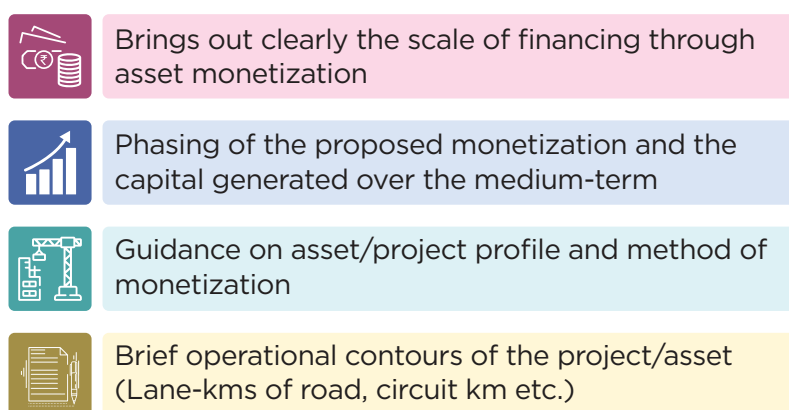 Brings out clearly the scale of financing through
asset monetization
Phasing of the proposed monetization and the
capital generated over the medium-term
Guidance on asset/project profile and method of
monetization
Brief operational contours of the project/asset
(Lane-kms of road, circuit km etc.)